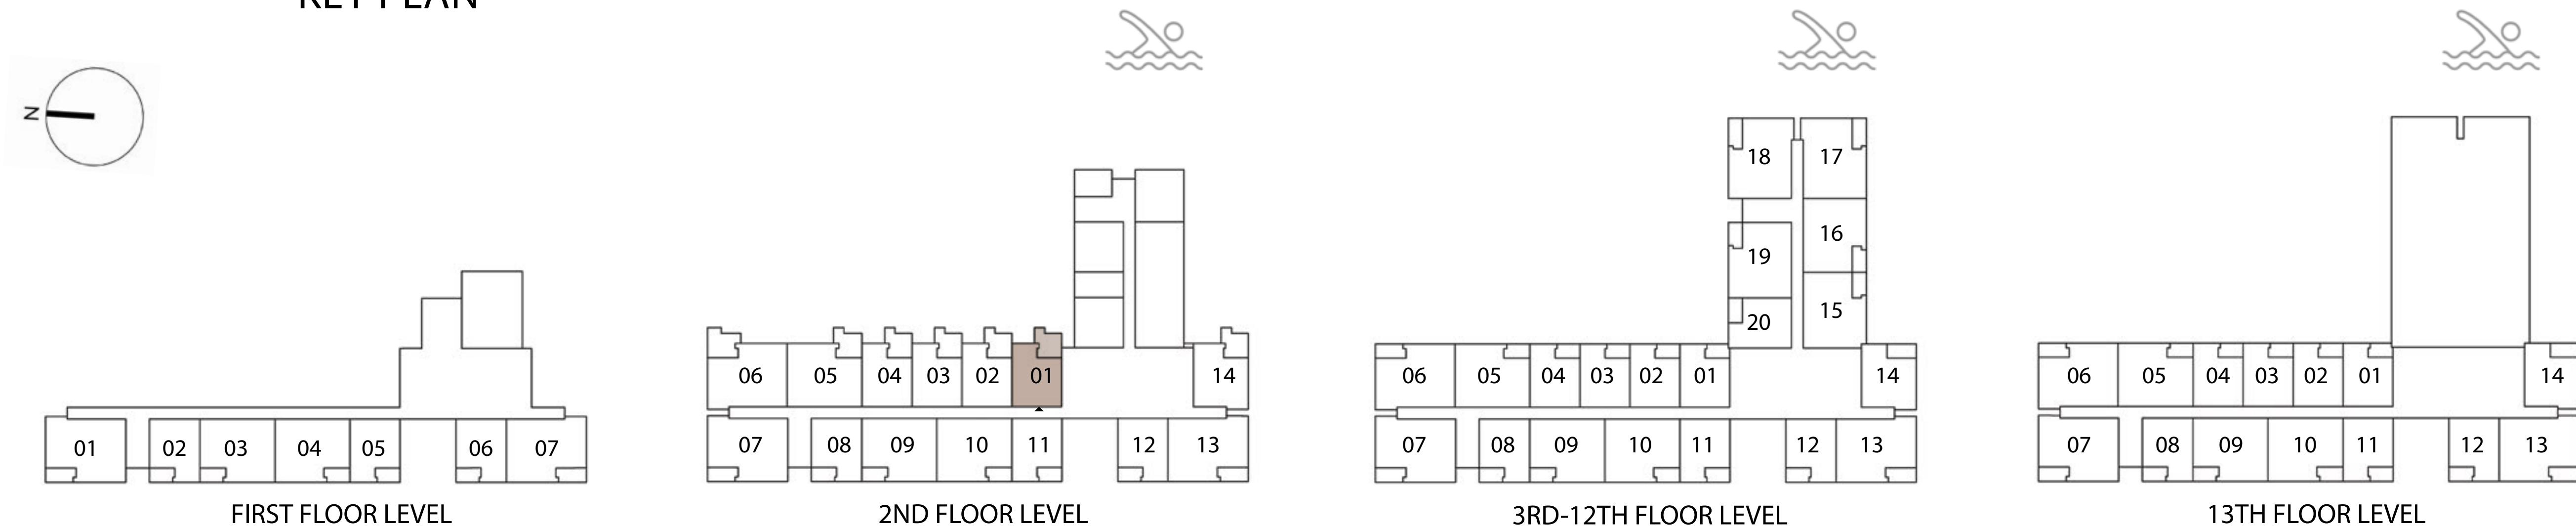 KEY PLAN
N
18 17
16
19
15
20
06 05 04 03 02 01 14
06 05 04 03 02 01 14
06 05 04 03 02 01 14
01 02 03 04 05 06 07
07 08 09 10 11 12 13
07 08 09 10 11 12 13
07 08 09 10 11 12 13
FIRST FLOOR LEVEL
2ND FLOOR LEVEL
3RD-12TH FLOOR LEVEL
13TH FLOOR LEVEL